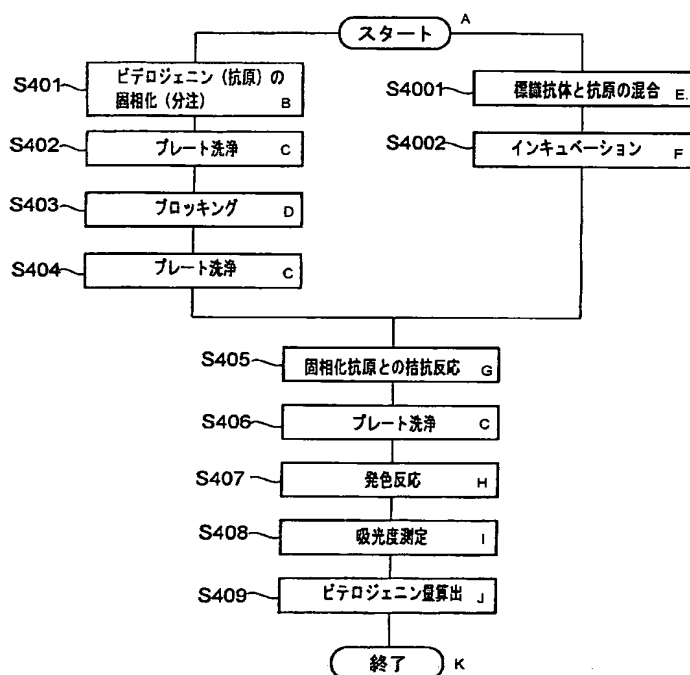 スタート A
S401 ビテロジェニン（抗原）の
固相化（分注） B
S402 プレート洗浄 C
S403 ブロッキング D
S404 プレート洗浄 C
S4001 標識抗体と抗原の混合 E.
S4002 インキュベーション F
S405 固相化抗原との拮抗反応 G
S406 プレート洗浄 C
S407 発色反応 H
S408 吸光度測定 I
S409 ビテロジェニン量算出 J
終了 K